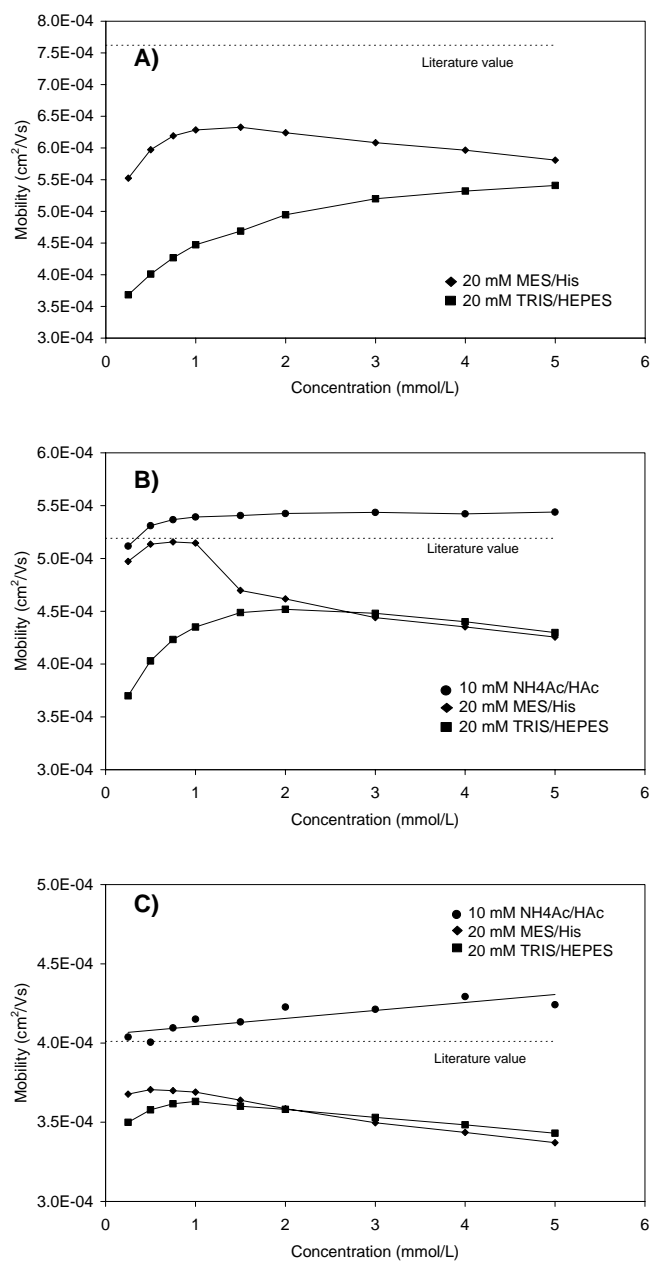 8.0E-04
7.5E-04
7.0E-04
6.5E-04
6.0E-04
5.5E-04
5.0E-04
4.5E-04
4.0E-04
3.5E-04
3.0E-04
Mobility (cm²/Vs)
A)
Literature value
20 mM MES/His
20 mM TRIS/HEPES
0 1 2 3 4 5 6
Concentration (mmol/L)
6.0E-04
5.5E-04
5.0E-04
4.5E-04
4.0E-04
3.5E-04
3.0E-04
Mobility (cm²/Vs)
B)
Literature value
10 mM NH4Ac/HAc
20 mM MES/His
20 mM TRIS/HEPES
0 1 2 3 4 5 6
Concentration (mmol/L)
5.0E-04
4.5E-04
4.0E-04
3.5E-04
3.0E-04
Mobility (cm²/Vs)
C)
10 mM NH4Ac/HAc
20 mM MES/His
20 mM TRIS/HEPES
Literature value
0 1 2 3 4 5 6
Concentration (mmol/L)